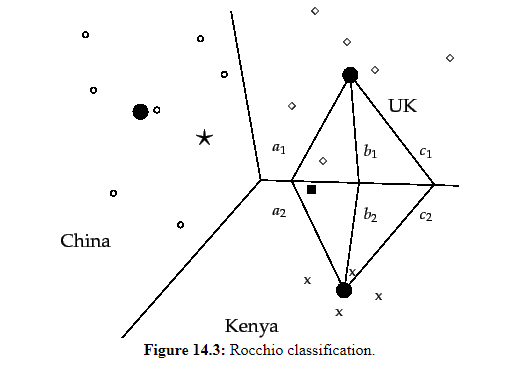 UK
a1
b1
c1
a2
b2
c2
China
x
x
x
x
Kenya
Figure 14.3: Rocchio classification.